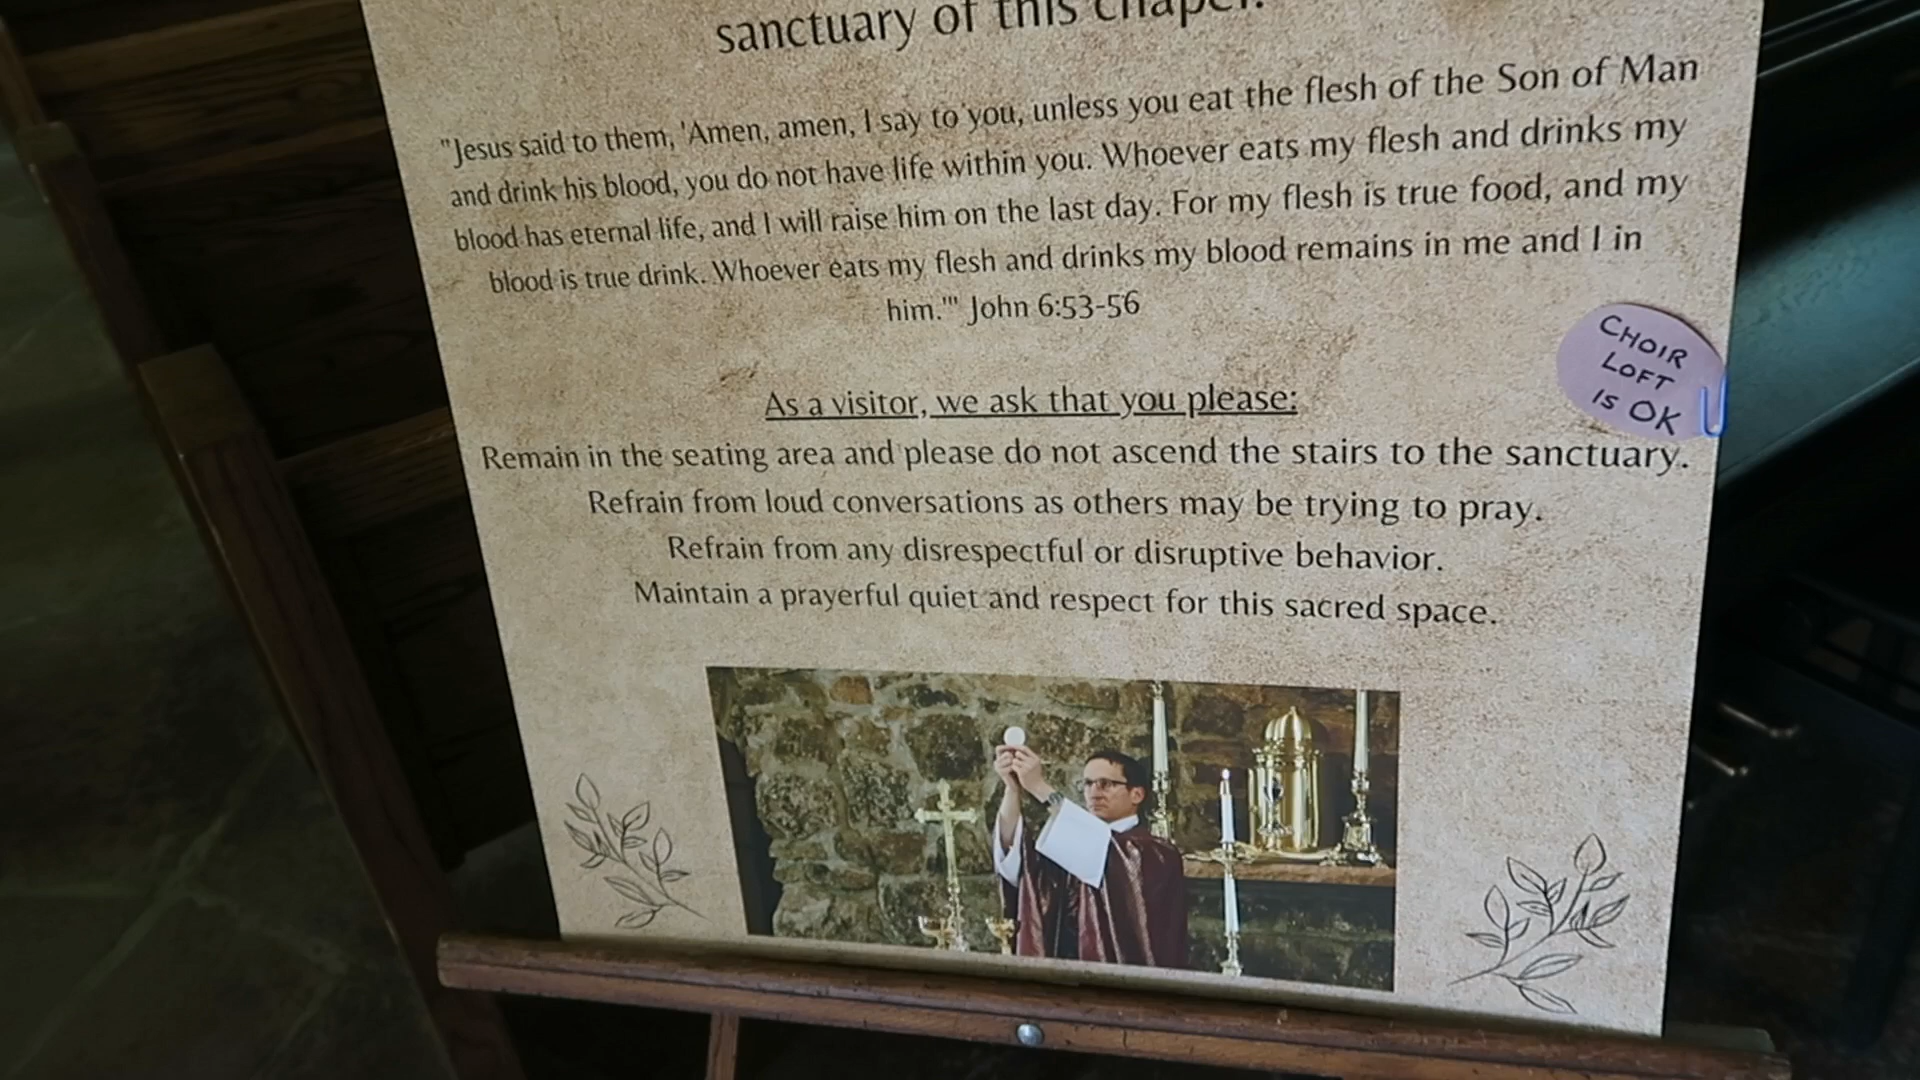 sanctuary of this chapel.
"Jesus said to them, 'Amen, amen, I say to you, unless you eat the flesh of the Son of Man
and drink his blood, you do not have life within you. Whoever eats my flesh and drinks my
blood has eternal life, and I will raise him on the last day. For my flesh is true food, and my
blood is true drink. Whoever eats my flesh and drinks my blood remains in me and I in
him.'" John 6:53-56
CHOIR
LOFT
IS OK
As a visitor, we ask that you please:
Remain in the seating area and please do not ascend the stairs to the sanctuary.
Refrain from loud conversations as others may be trying to pray.
Refrain from any disrespectful or disruptive behavior.
Maintain a prayerful quiet and respect for this sacred space.